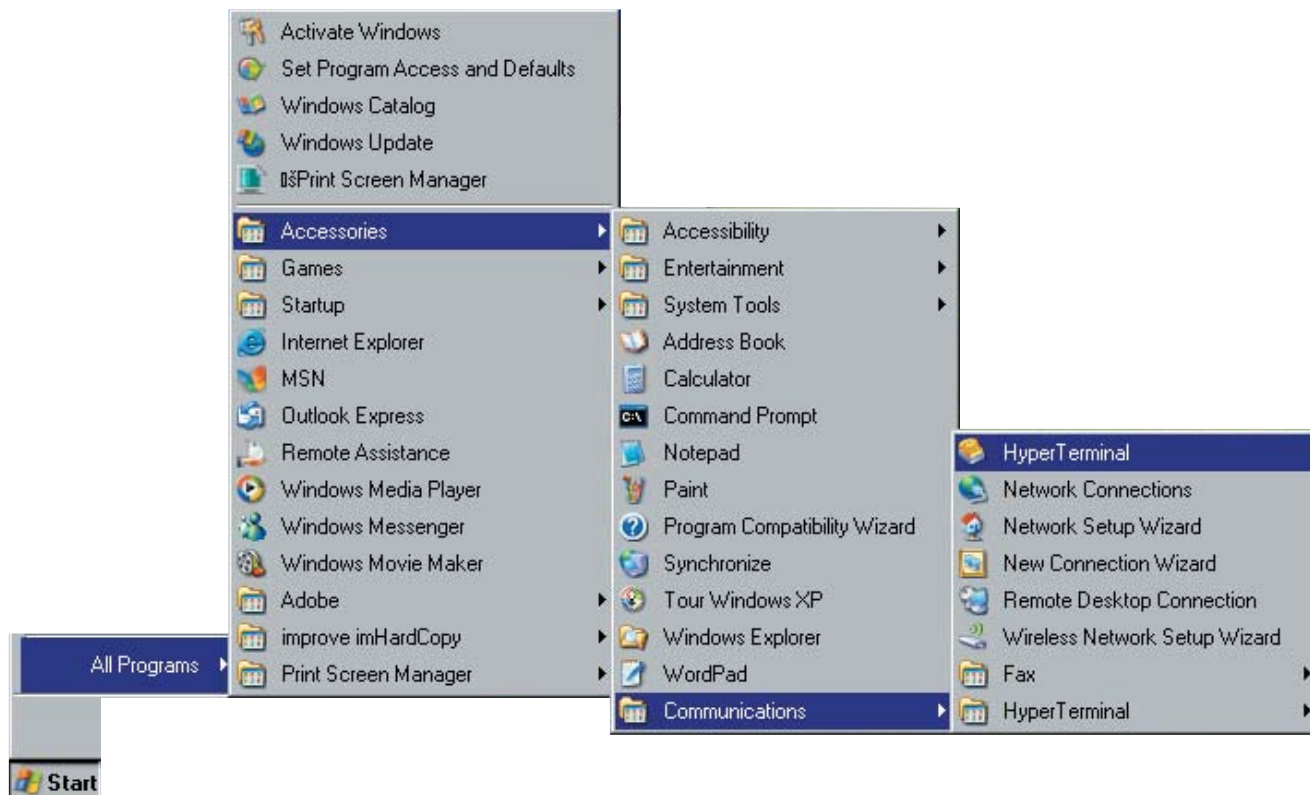 Activate Windows
Set Program Access and Defaults
Windows Catalog
Windows Update
Print Screen Manager
Accessories
Games
Startup
Internet Explorer
MSN
Outlook Express
Remote Assistance
Windows Media Player
Windows Messenger
Windows Movie Maker
Adobe
improve imHardCopy
Print Screen Manager
Accessibility
Entertainment
System Tools
Address Book
Calculator
C:\
Command Prompt
Notepad
Paint
Program Compatibility Wizard
Synchronize
Tour Windows XP
Windows Explorer
WordPad
Communications
HyperTerminal
Network Connections
Network Setup Wizard
New Connection Wizard
Remote Desktop Connection
Wireless Network Setup Wizard
Fax
HyperTerminal
All Programs
Start